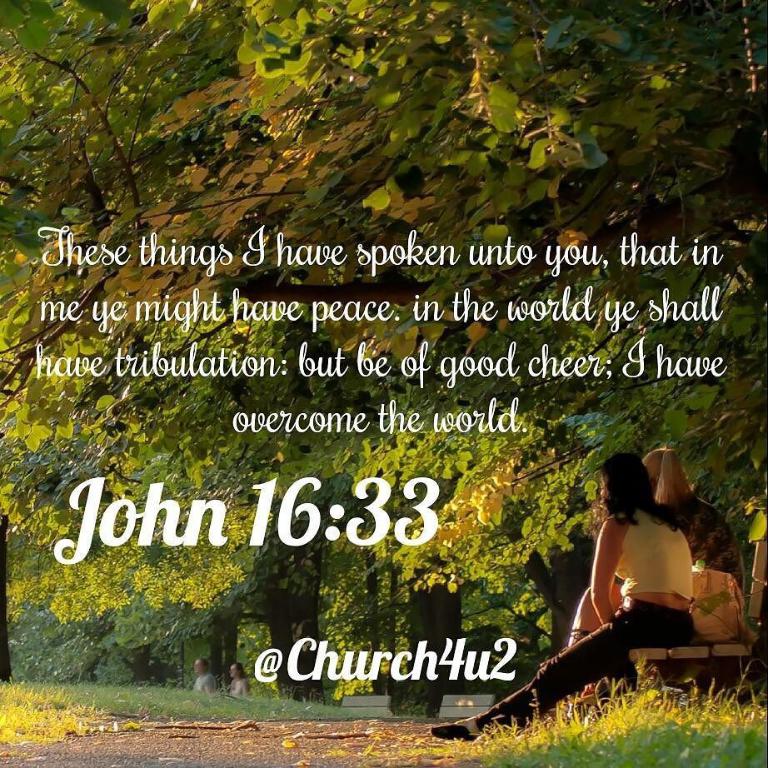 These things I have spoken unto you, that in
me ye might have peace. in the world ye shall
have tribulation: but be of good cheer; I have
overcome the world.
John 16:33
@Church4u2